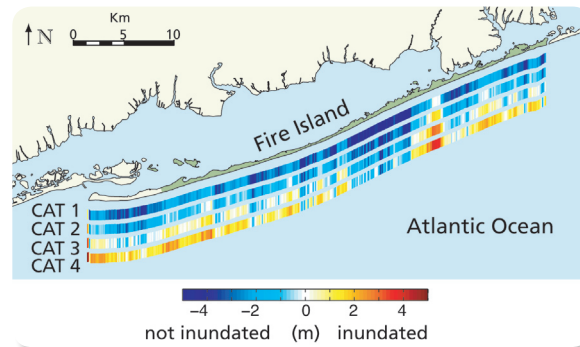 Km
N
0 5 10
Fire Island
CAT 1
CAT 2
CAT 3
CAT 4
Atlantic Ocean
−4 −2 0 2 4
not inundated (m) inundated